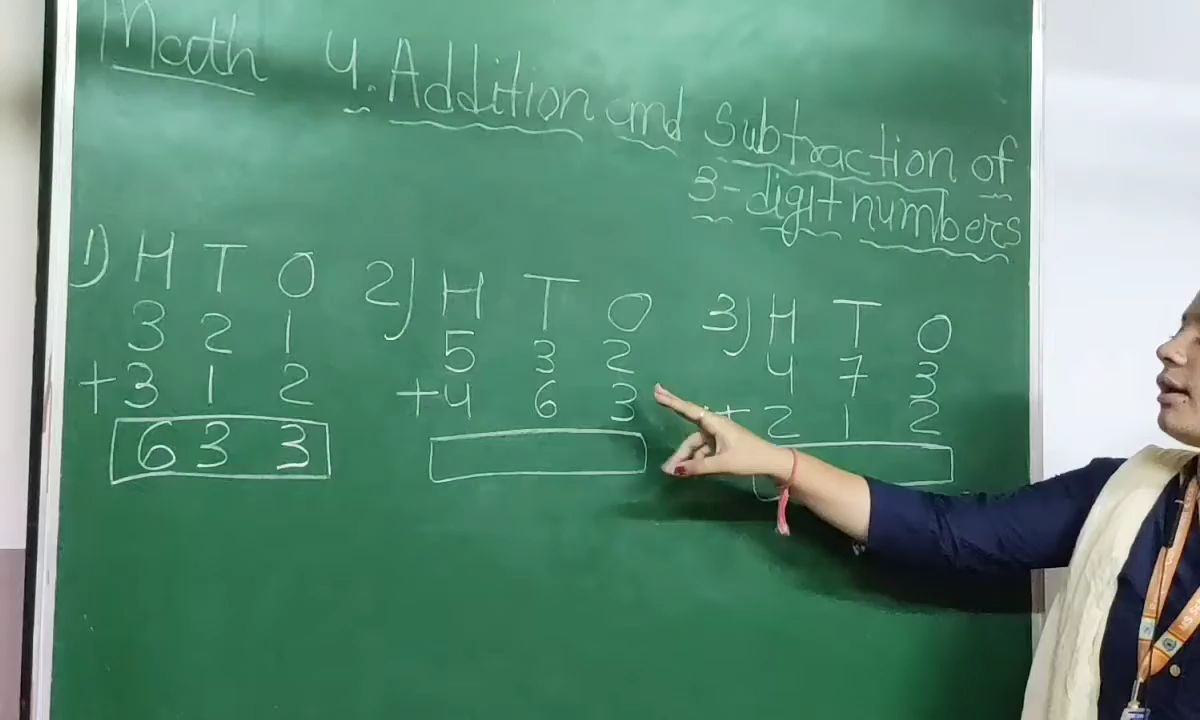 Math 4. Addition and Subtraction of
3-digit numbers
1) H T O
3 2 1
+3 1 2
6 3 3
2) H T O
5 3 2
+4 6 3
3) H T O
4 7 3
+ 2 1 2